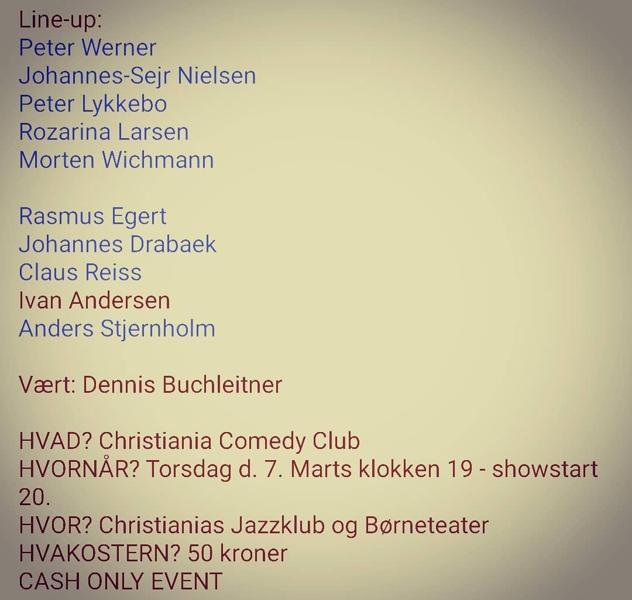 Line-up:
Peter Werner
Johannes-Sejr Nielsen
Peter Lykkebo
Rozarina Larsen
Morten Wichmann
Rasmus Egert
Johannes Drabaek
Claus Reiss
Ivan Andersen
Anders Stjernholm
Vært: Dennis Buchleitner
HVAD? Christiania Comedy Club
HVORNÅR? Torsdag d. 7. Marts klokken 19 - showstart
20.
HVOR? Christianias Jazzklub og Børneteater
HVAKOSTERN? 50 kroner
CASH ONLY EVENT